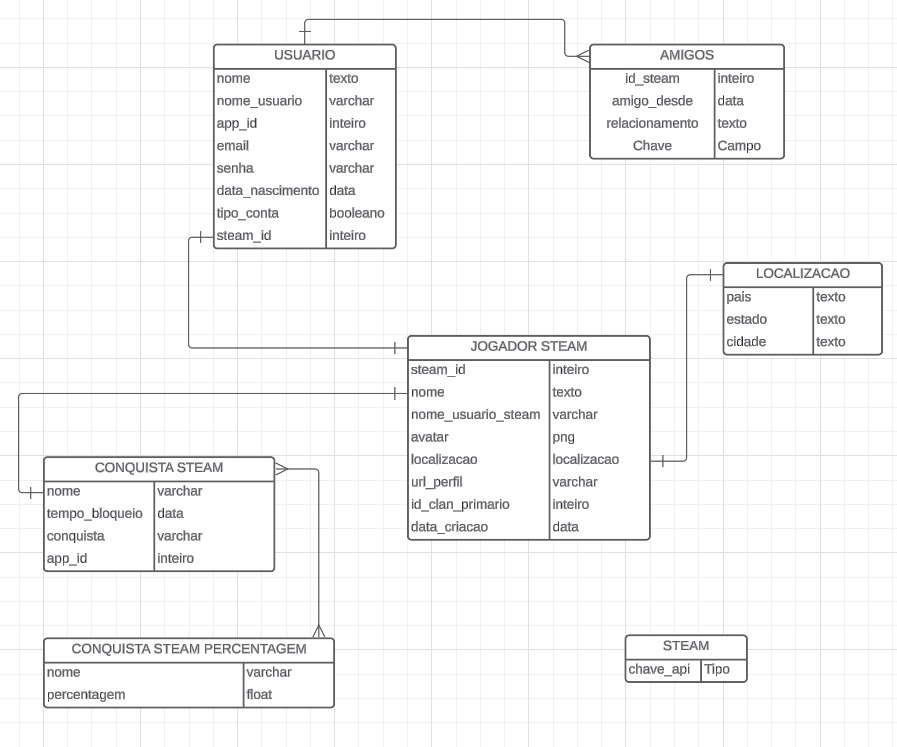 USUARIO
nome texto
nome_usuario varchar
app_id inteiro
email varchar
senha varchar
data_nascimento data
tipo_conta booleano
steam_id inteiro
AMIGOS
id_steam inteiro
amigo_desde data
relacionamento texto
Chave Campo
LOCALIZACAO
pais texto
estado texto
cidade texto
JOGADOR STEAM
steam_id inteiro
nome texto
nome_usuario_steam varchar
avatar png
localizacao localizacao
url_perfil varchar
id_clan_primario inteiro
data_criacao data
CONQUISTA STEAM
nome varchar
tempo_bloqueio data
conquista varchar
app_id inteiro
CONQUISTA STEAM PERCENTAGEM
nome varchar
percentagem float
STEAM
chave_api Tipo